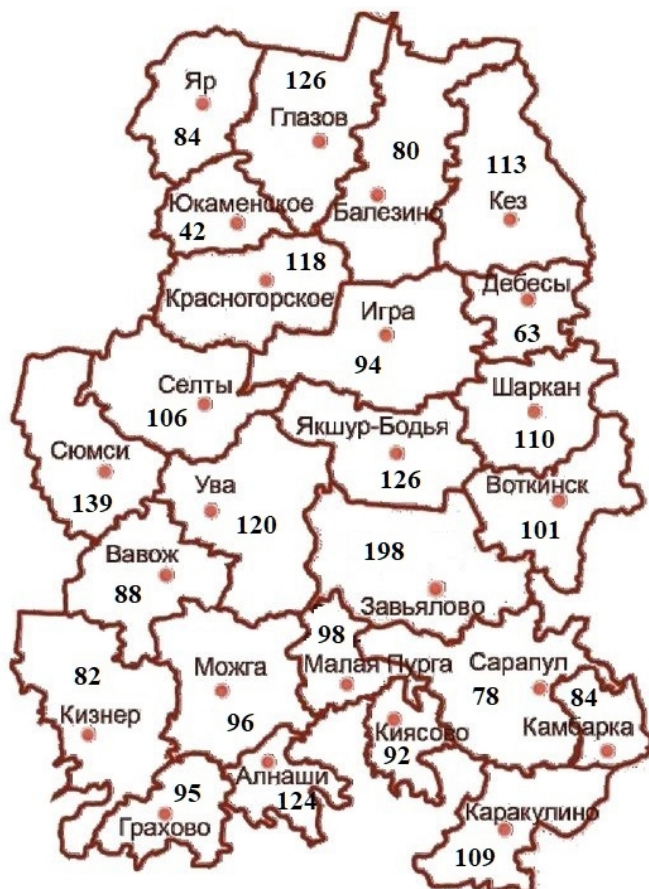 Яр
84
126
Глазов
80
Балезино
113
Кез
Юкаменское
42
118
Красногорское
Игра
94
Дебесы
63
Селты
106
Шаркан
110
Якшур-Бодья
126
Сюмси
139
Ува
120
Воткинск
101
Вавож
88
198
Завьялово
98
Малая Пурга
82
Кизнер
Можга
96
Сарапул
78
84
Камбарка
Киясово
92
Алнаши
124
95
Грахово
Каракулино
109